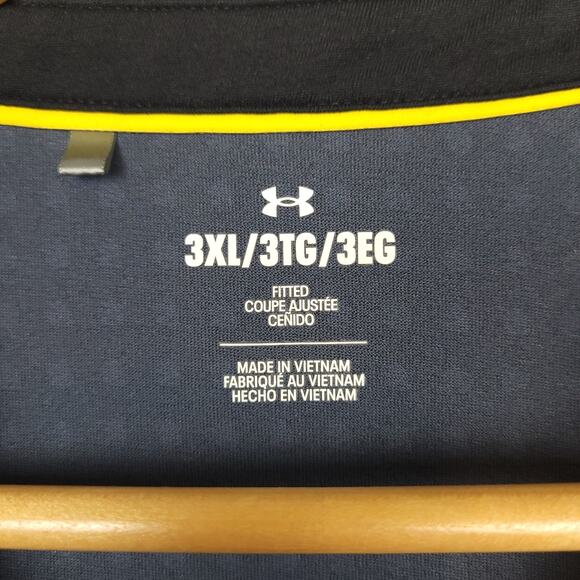 3XL/3TG/3EG
FITTED
COUPE AJUSTÉE
CEÑIDO
MADE IN VIETNAM
FABRIQUÉ AU VIETNAM
HECHO EN VIETNAM